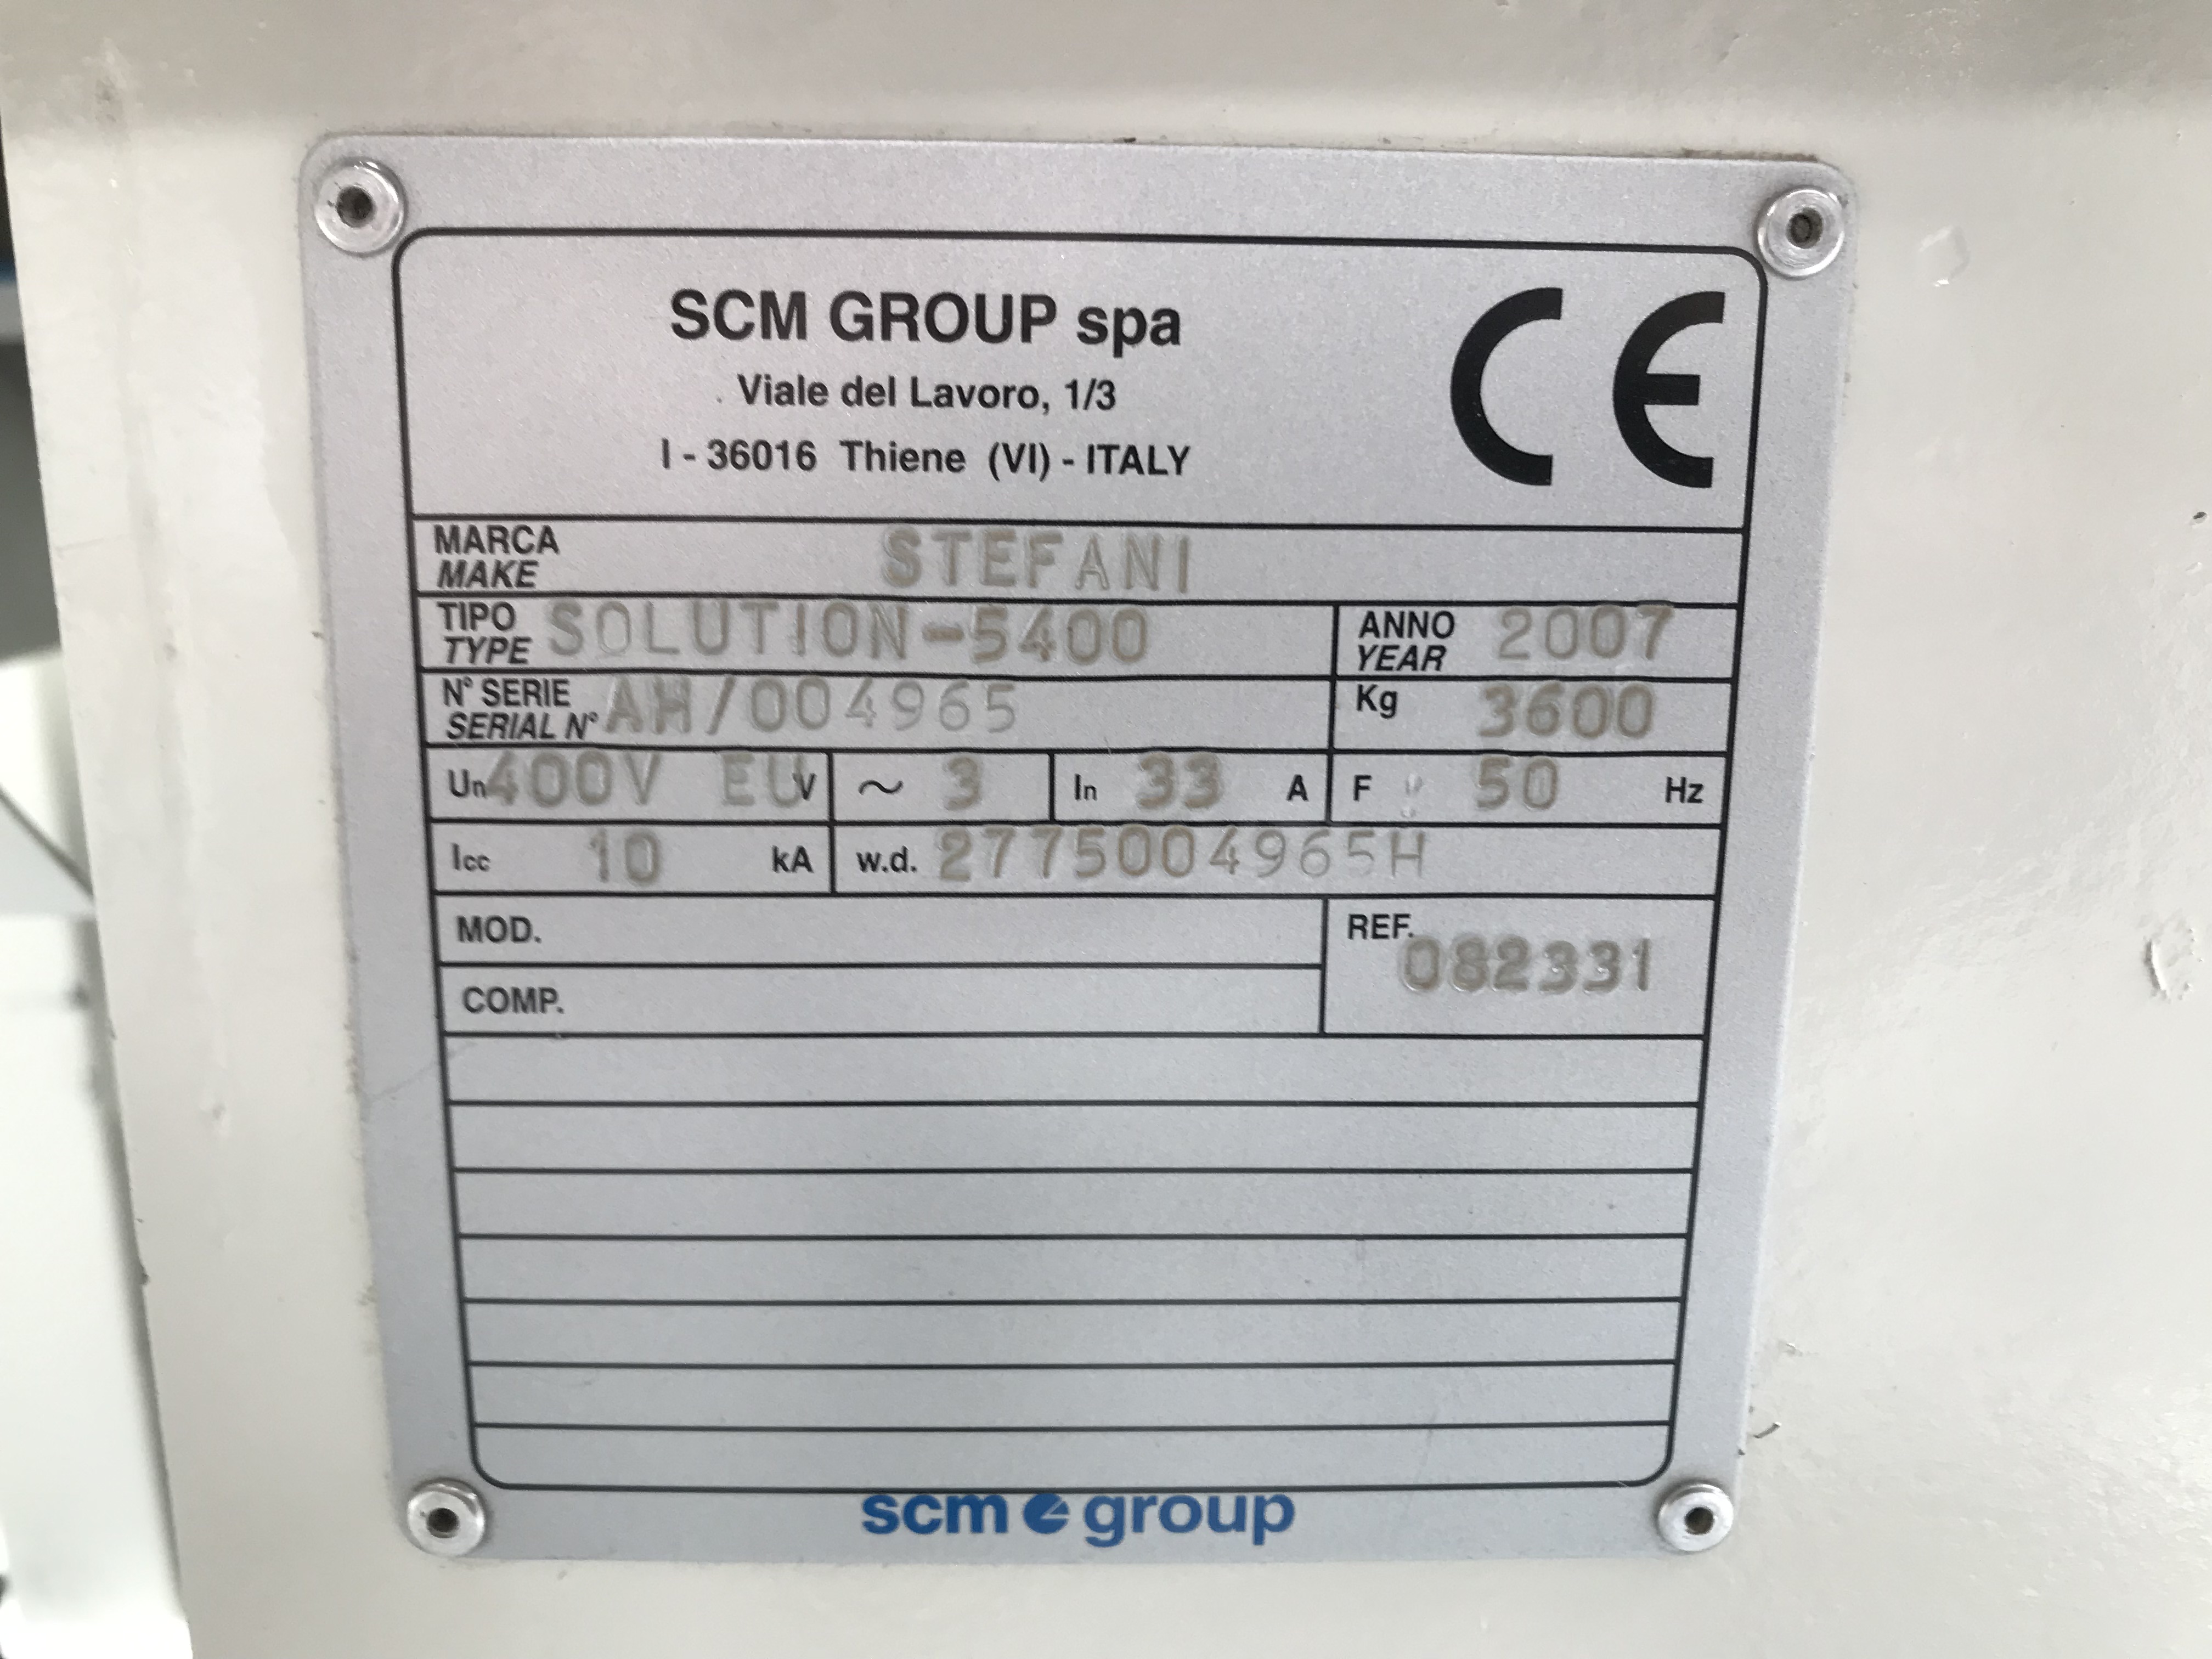 SCM GROUP spa
Viale del Lavoro, 1/3
I - 36016 Thiene (VI) - ITALY
CE
MARCA
MAKE
STEFANI
TIPO
TYPE
SOLUTION-5400
ANNO
YEAR
2007
N° SERIE
SERIAL N°
AH/004965
Kg 3600
Un 400V EU V
~ 3
In 33 A
F 50 Hz
Icc 10 kA
w.d. 2775004965H
MOD.
REF.
082331
COMP.
scm group